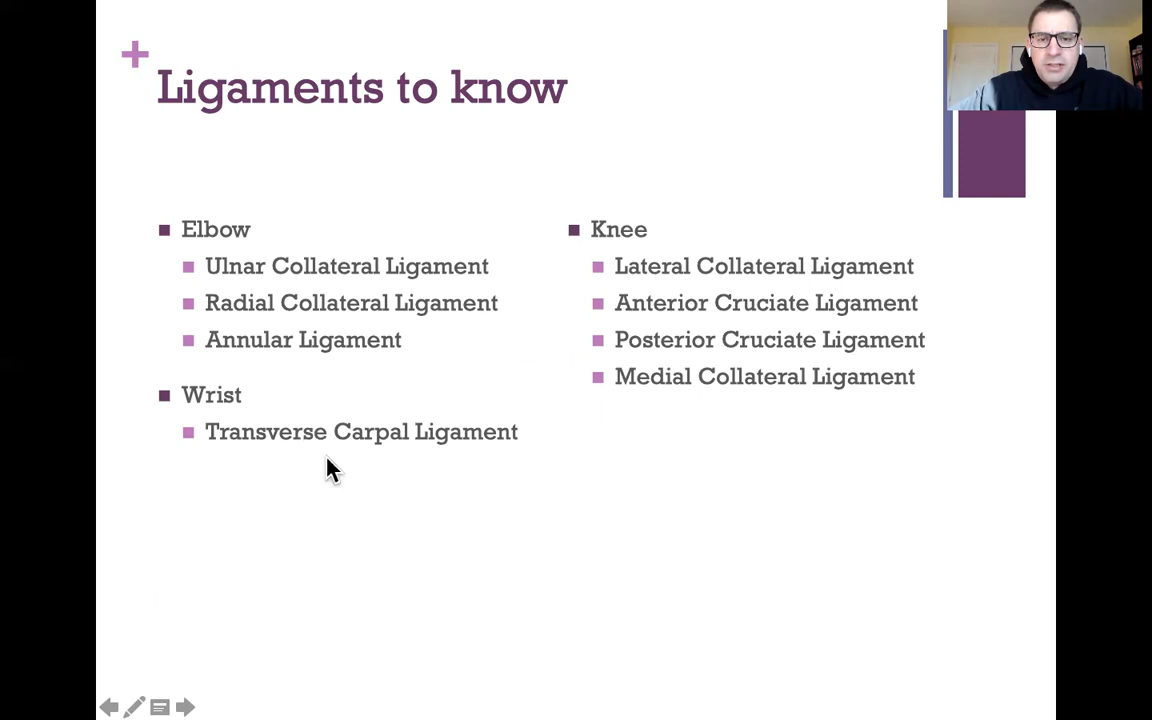 Ligaments to know
Elbow
Ulnar Collateral Ligament
Radial Collateral Ligament
Annular Ligament
Wrist
Transverse Carpal Ligament
Knee
Lateral Collateral Ligament
Anterior Cruciate Ligament
Posterior Cruciate Ligament
Medial Collateral Ligament